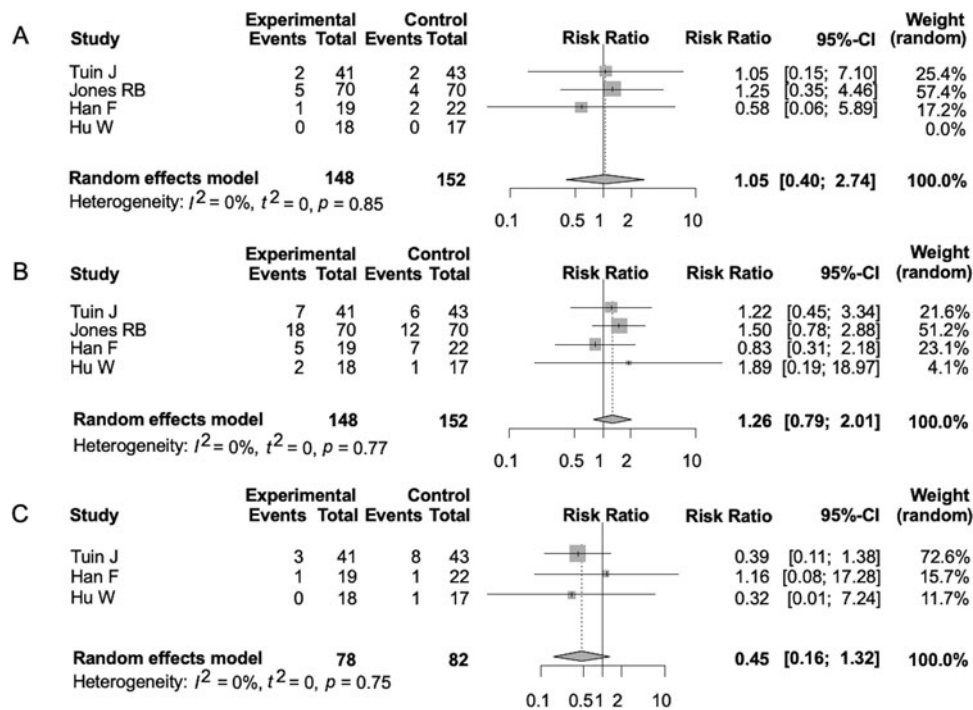 A
Experimental Control Weight
Study Events Total Events Total Risk Ratio Risk Ratio 95%-CI (random)
Tuin J 2 41 2 43 1.05 [0.15; 7.10] 25.4%
Jones RB 5 70 4 70 1.25 [0.35; 4.46] 57.4%
Han F 1 19 2 22 0.58 [0.06; 5.89] 17.2%
Hu W 0 18 0 17 0.0%
Random effects model 148 152 1.05 [0.40; 2.74] 100.0%
Heterogeneity: I² = 0%, t² = 0, p = 0.85
0.1 0.5 1 2 10
B
Experimental Control Weight
Study Events Total Events Total Risk Ratio Risk Ratio 95%-CI (random)
Tuin J 7 41 6 43 1.22 [0.45; 3.34] 21.6%
Jones RB 18 70 12 70 1.50 [0.78; 2.88] 51.2%
Han F 5 19 7 22 0.83 [0.31; 2.18] 23.1%
Hu W 2 18 1 17 1.89 [0.19; 18.97] 4.1%
Random effects model 148 152 1.26 [0.79; 2.01] 100.0%
Heterogeneity: I² = 0%, t² = 0, p = 0.77
0.1 0.5 1 2 10
C
Experimental Control Weight
Study Events Total Events Total Risk Ratio Risk Ratio 95%-CI (random)
Tuin J 3 41 8 43 0.39 [0.11; 1.38] 72.6%
Han F 1 19 1 22 1.16 [0.08; 17.28] 15.7%
Hu W 0 18 1 17 0.32 [0.01; 7.24] 11.7%
Random effects model 78 82 0.45 [0.16; 1.32] 100.0%
Heterogeneity: I² = 0%, t² = 0, p = 0.75
0.1 0.5 1 2 10